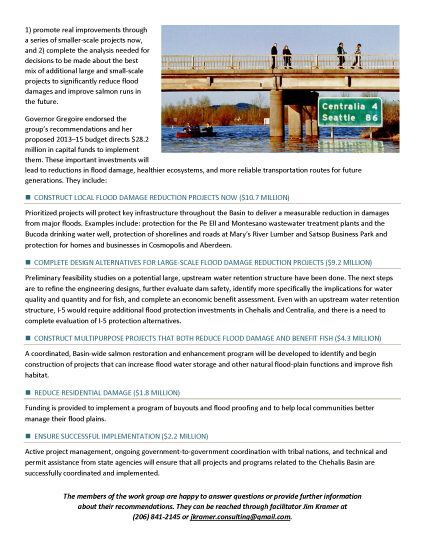 1) promote real improvements through
a series of smaller-scale projects now,
and 2) complete the analysis needed for
decisions to be made about the best
mix of additional large and small-scale
projects to significantly reduce flood
damages and improve salmon runs in
the future.
Centralia 4
Seattle 86
Governor Gregoire endorsed the
group's recommendations and her
proposed 2013–15 budget directs $28.2
million in capital funds to implement
them. These important investments will
lead to reductions in flood damage, healthier ecosystems, and more reliable transportation routes for future
generations. They include:
■ CONSTRUCT LOCAL FLOOD DAMAGE REDUCTION PROJECTS NOW ($10.7 MILLION)
Prioritized projects will protect key infrastructure throughout the Basin to deliver a measurable reduction in damages
from major floods. Examples include: protection for the Pe Ell and Montesano wastewater treatment plants and the
Bucoda drinking water well, protection of shorelines and roads at Mary's River Lumber and Satsop Business Park and
protection for homes and businesses in Cosmopolis and Aberdeen.
■ COMPLETE DESIGN ALTERNATIVES FOR LARGE-SCALE FLOOD DAMAGE REDUCTION PROJECTS ($9.2 MILLION)
Preliminary feasibility studies on a potential large, upstream water retention structure have been done. The next steps
are to refine the engineering designs, further evaluate dam safety, identify more specifically the implications for water
quality and quantity and for fish, and complete an economic benefit assessment. Even with an upstream water retention
structure, I-5 would require additional flood protection investments in Chehalis and Centralia, and there is a need to
complete evaluation of I-5 protection alternatives.
■ CONSTRUCT MULTIPURPOSE PROJECTS THAT BOTH REDUCE FLOOD DAMAGE AND BENEFIT FISH ($4.3 MILLION)
A coordinated, Basin-wide salmon restoration and enhancement program will be developed to identify and begin
construction of projects that can increase flood water storage and other natural flood-plain functions and improve fish
habitat.
■ REDUCE RESIDENTIAL DAMAGE ($1.8 MILLION)
Funding is provided to implement a program of buyouts and flood proofing and to help local communities better
manage their flood plains.
■ ENSURE SUCCESSFUL IMPLEMENTATION ($2.2 MILLION)
Active project management, ongoing government-to-government coordination with tribal nations, and technical and
permit assistance from state agencies will ensure that all projects and programs related to the Chehalis Basin are
successfully coordinated and implemented.
The members of the work group are happy to answer questions or provide further information
about their recommendations. They can be reached through facilitator Jim Kramer at
(206) 841-2145 or jkramer.consulting@gmail.com.